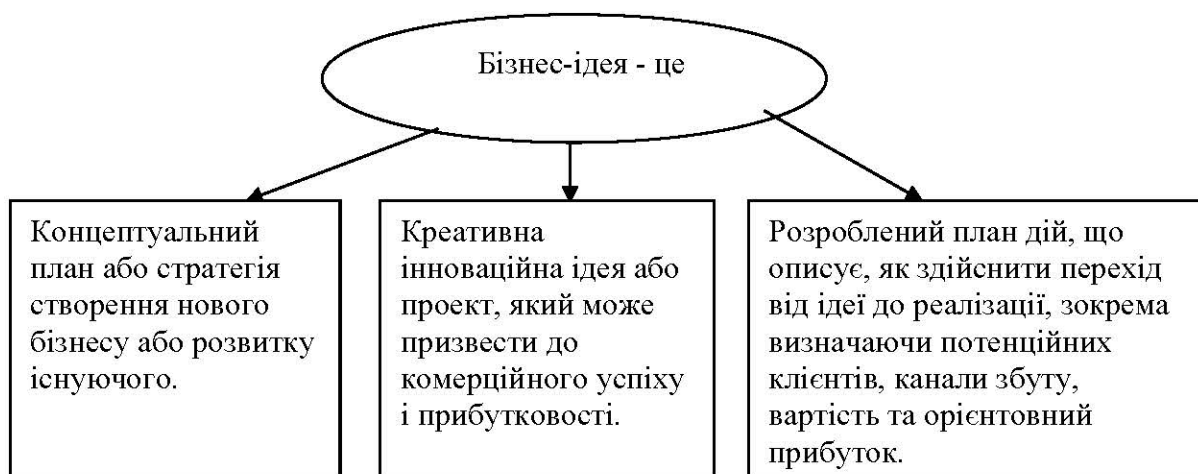 Бізнес-ідея - це
Концептуальний
план або стратегія
створення нового
бізнесу або розвитку
існуючого.
Креативна
інноваційна ідея або
проект, який може
призвести до
комерційного успіху
і прибутковості.
Розроблений план дій, що
описує, як здійснити перехід
від ідеї до реалізації, зокрема
визначаючи потенційних
клієнтів, канали збуту,
вартість та орієнтовний
прибуток.